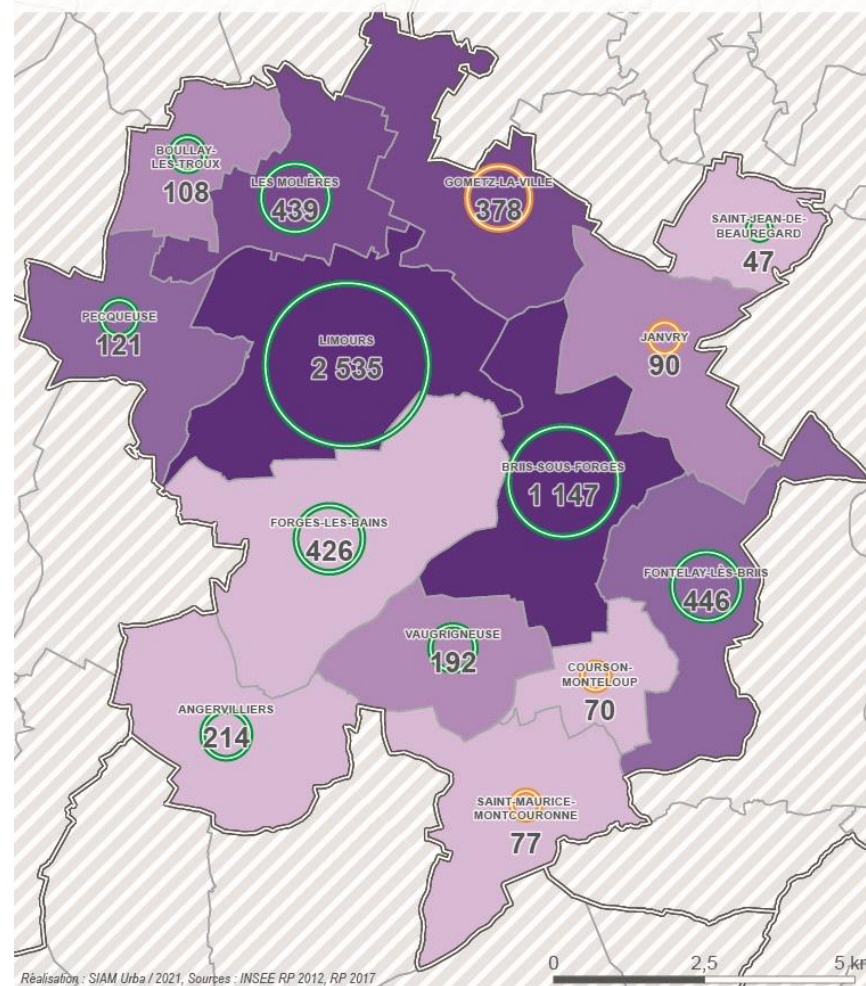 BOULLAY-
LES-TROUX
108
LES MOLIÈRES
439
GOMETZ-LA-VILLE
378
SAINT-JEAN-DE-
BEAUREGARD
47
PECQUEUSE
121
LIMOURS
2 535
JANVRY
90
BRIIS-SOUS-FORGES
1 147
FORGES-LES-BAINS
426
FONTELAY-LÈS-BRIIS
446
VAUGRIGNEUSE
192
COURSON-
MONTELOUP
70
ANGERVILLIERS
214
SAINT-MAURICE-
MONTCOURONNE
77
0 2,5 5 km
Réalisation : SIAM Urba / 2021, Sources : INSEE RP 2012, RP 2017